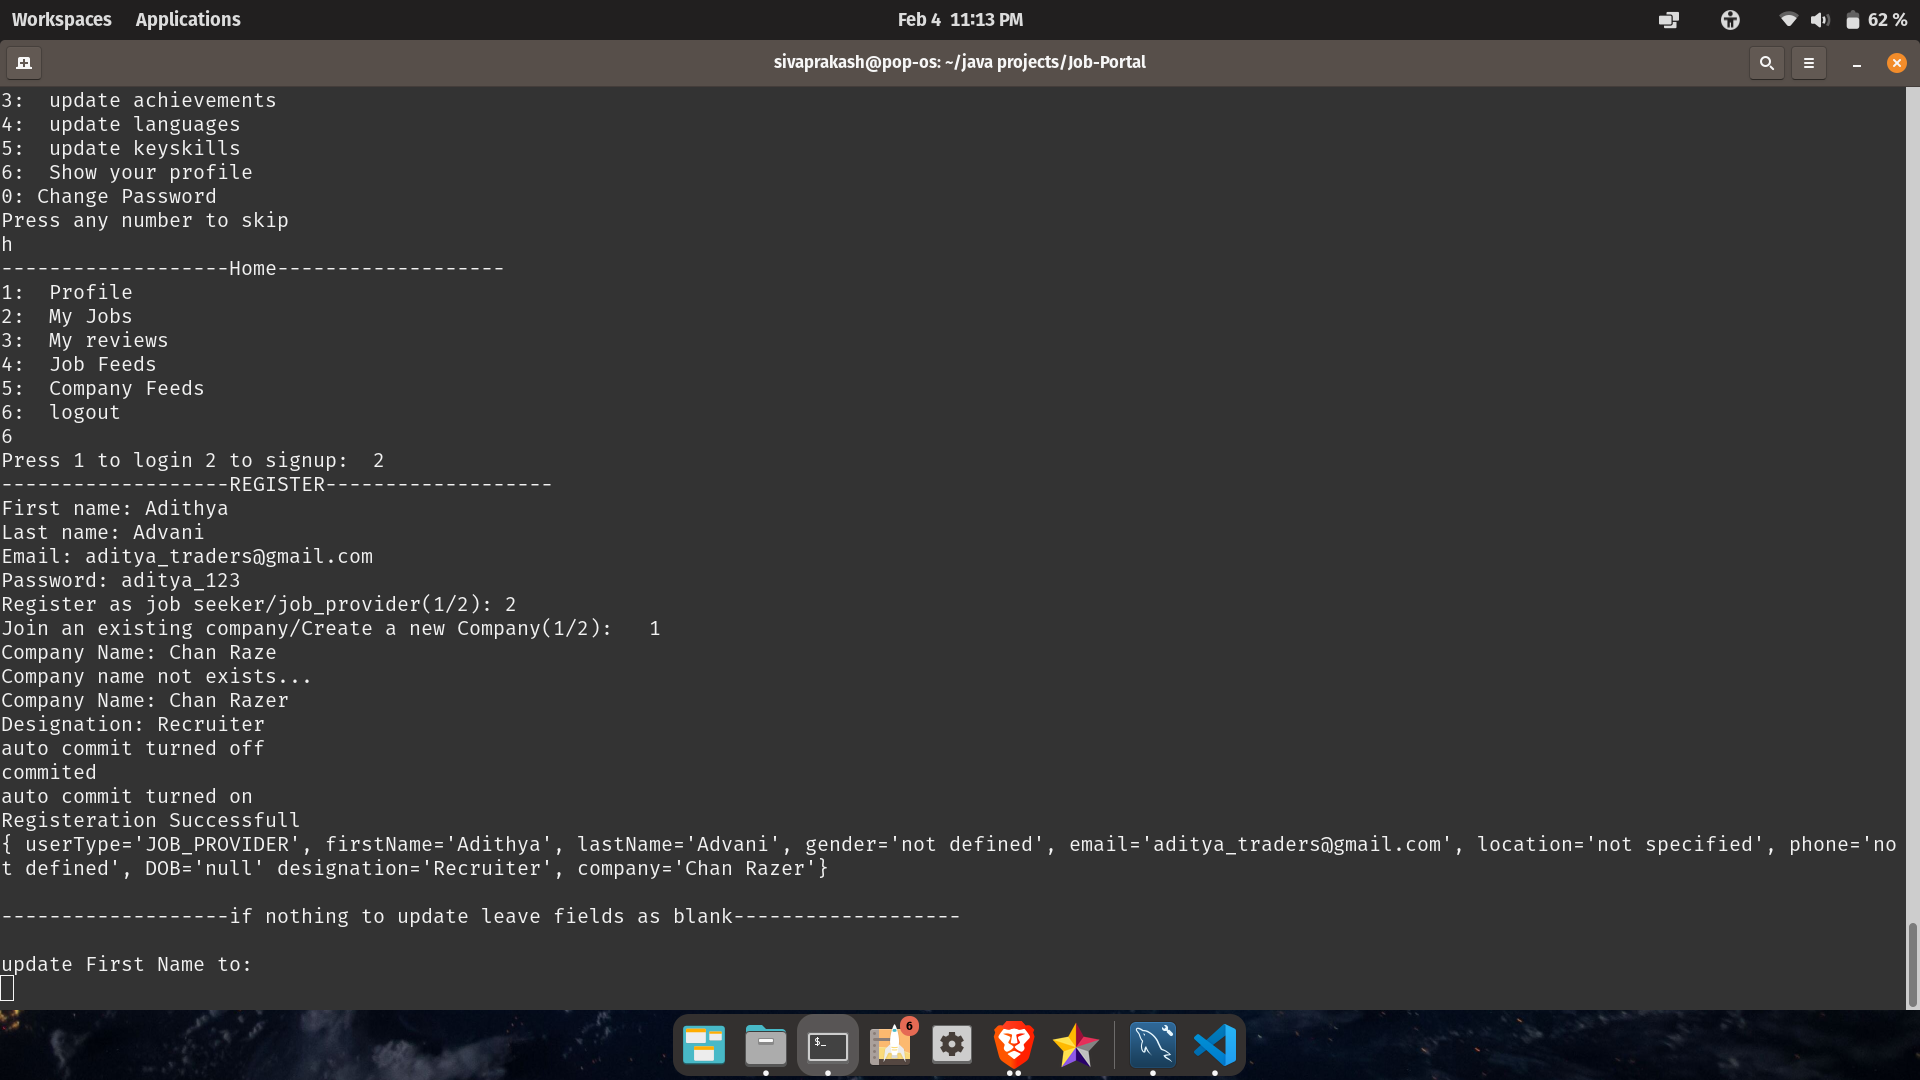 Workspaces Applications Feb 4 11:13 PM 62 %
sivaprakash@pop-os: ~/java projects/Job-Portal
3:  update achievements
4:  update languages
5:  update keyskills
6:  Show your profile
0: Change Password
Press any number to skip
h
-------------------Home-------------------
1:  Profile
2:  My Jobs
3:  My reviews
4:  Job Feeds
5:  Company Feeds
6:  logout
6
Press 1 to login 2 to signup:  2
-------------------REGISTER-------------------
First name: Adithya
Last name: Advani
Email: aditya_traders@gmail.com
Password: aditya_123
Register as job seeker/job_provider(1/2): 2
Join an existing company/Create a new Company(1/2):   1
Company Name: Chan Raze
Company name not exists...
Company Name: Chan Razer
Designation: Recruiter
auto commit turned off
commited
auto commit turned on
Registeration Successfull
{ userType='JOB_PROVIDER', firstName='Adithya', lastName='Advani', gender='not defined', email='aditya_traders@gmail.com', location='not specified', phone='no
t defined', DOB='null' designation='Recruiter', company='Chan Razer'}
-------------------if nothing to update leave fields as blank-------------------
update First Name to:
$_
6